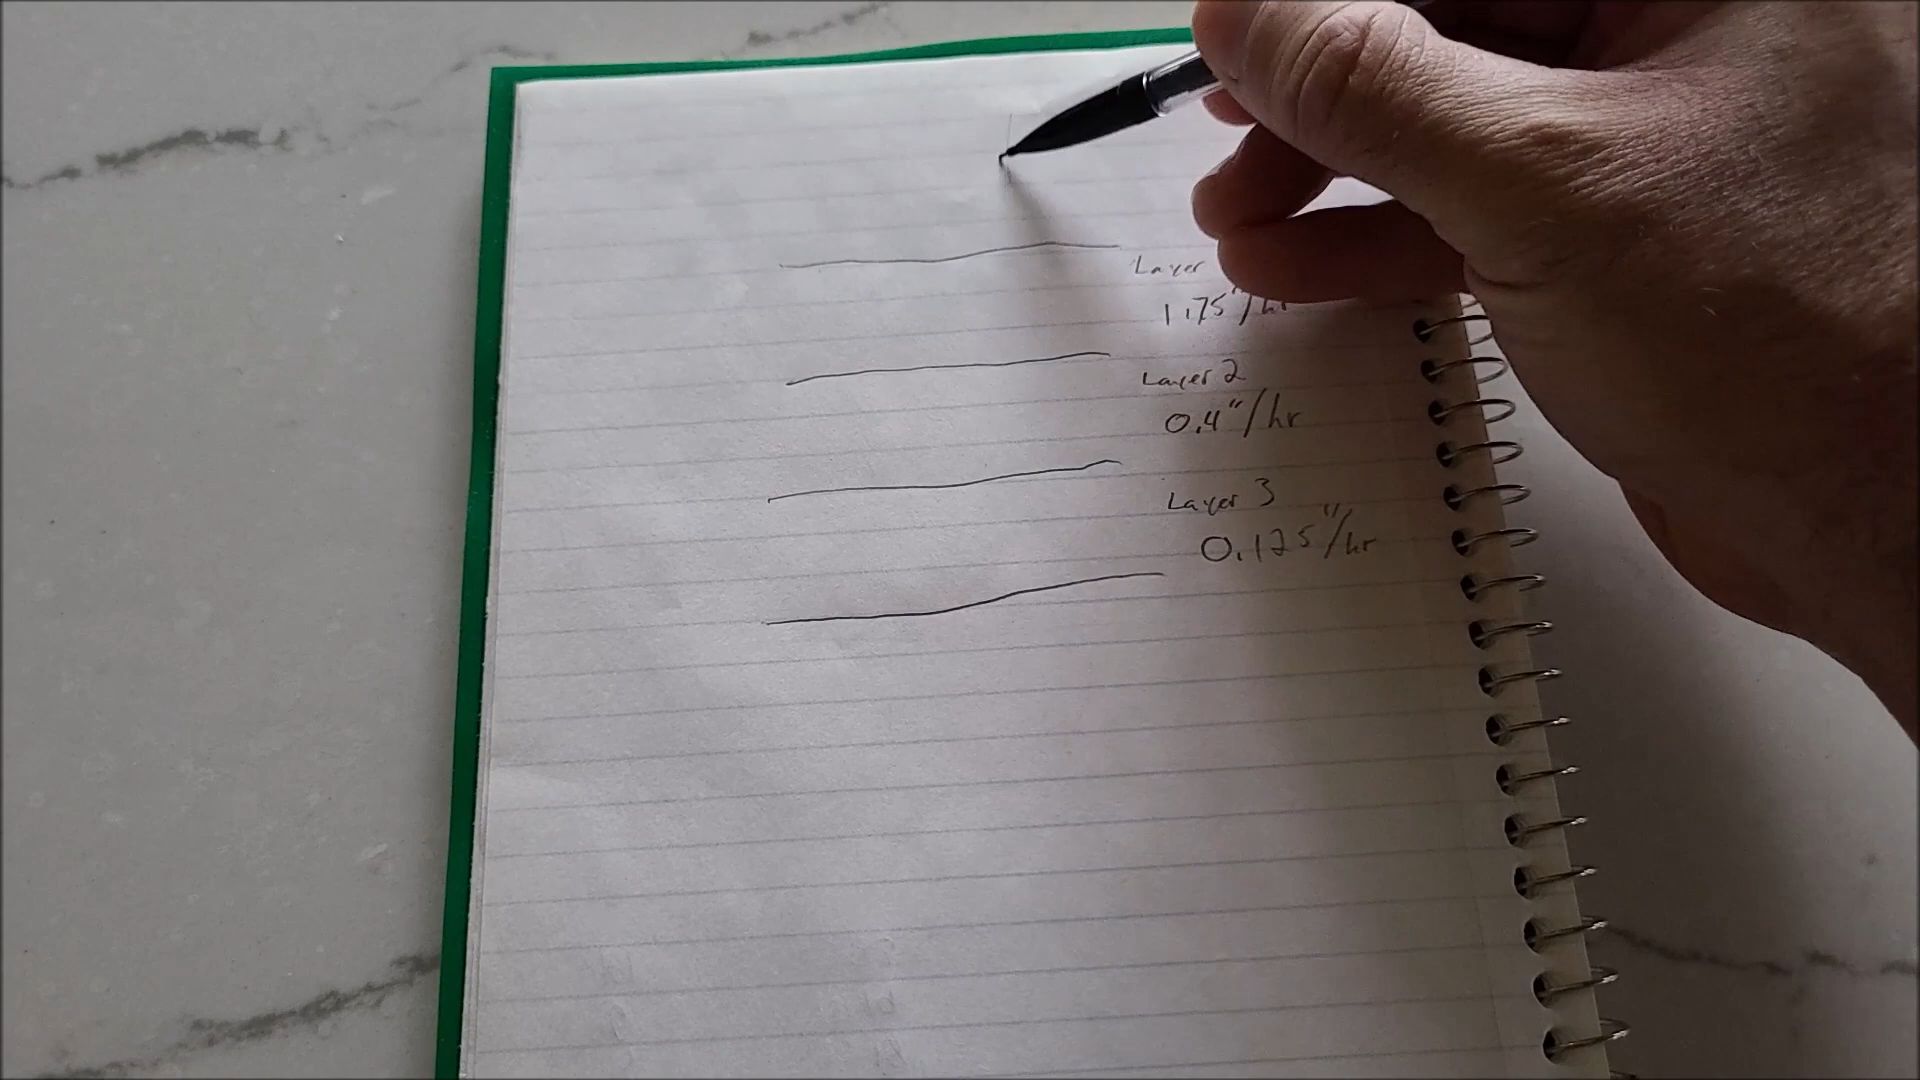 Layer
1.75"/hr
Layer 2
0.4"/hr
Layer 3
0.125"/hr